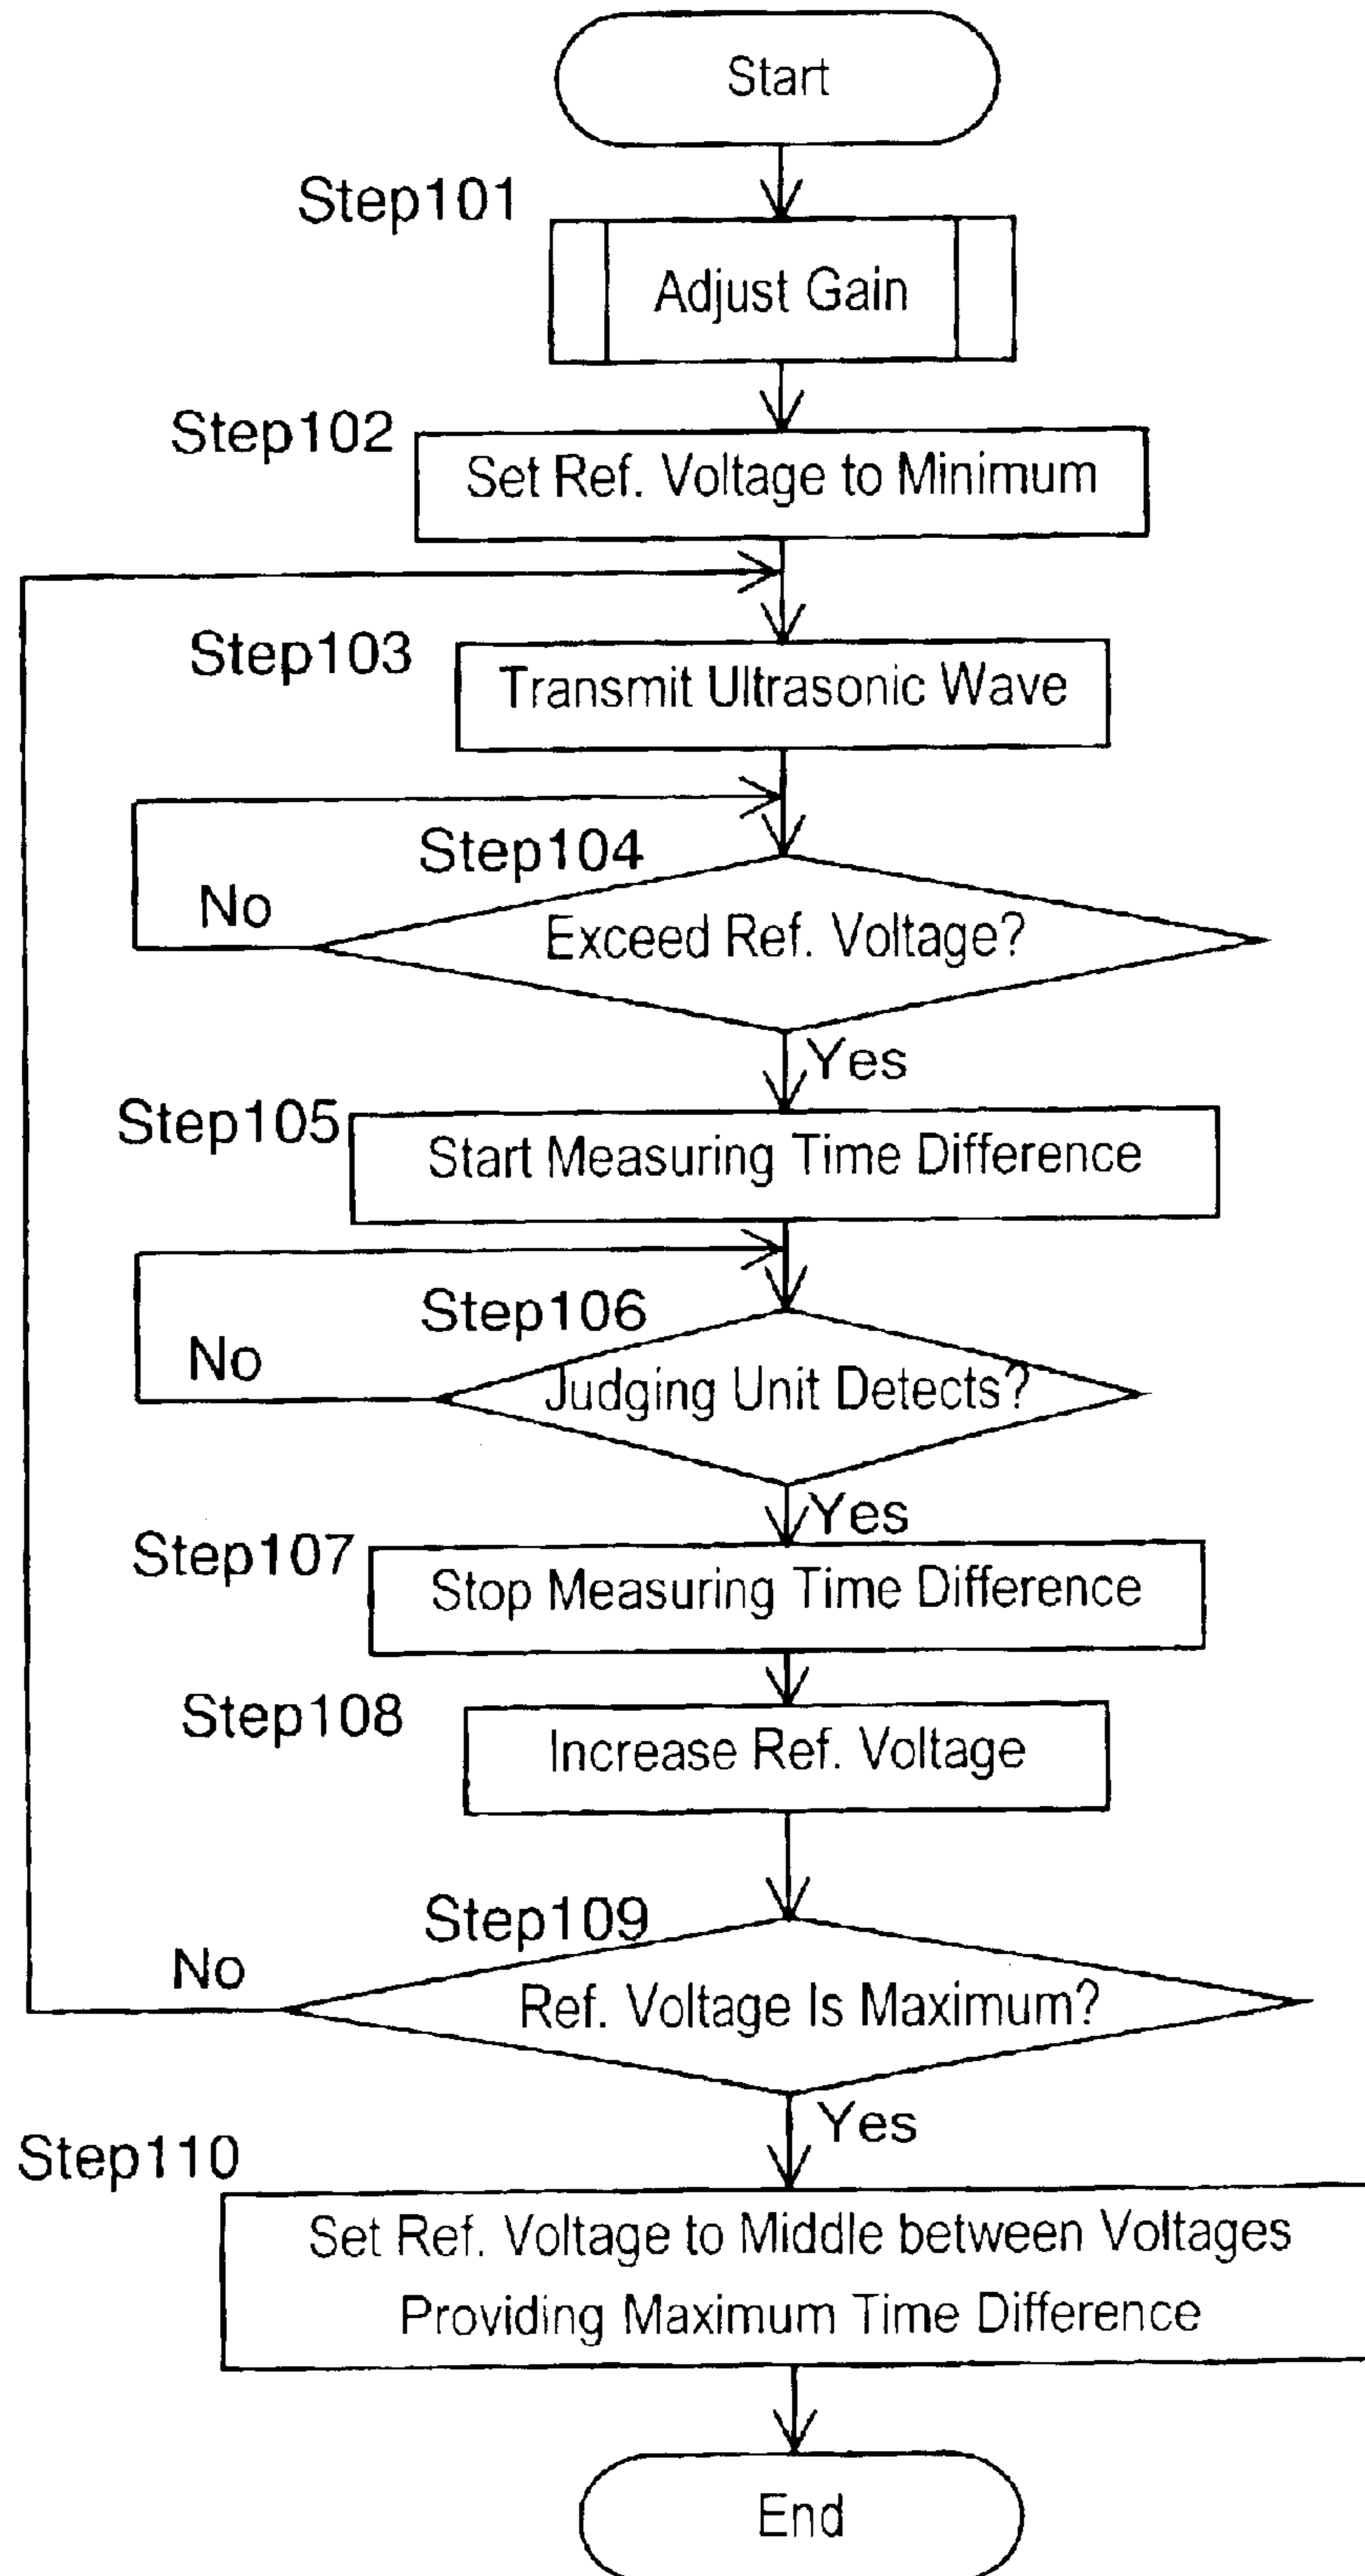 Start
Step101
Adjust Gain
Step102
Set Ref. Voltage to Minimum
Step103
Transmit Ultrasonic Wave
Step104
No
Exceed Ref. Voltage?
Yes
Step105
Start Measuring Time Difference
Step106
No
Judging Unit Detects?
Yes
Step107
Stop Measuring Time Difference
Step108
Increase Ref. Voltage
Step109
No
Ref. Voltage Is Maximum?
Yes
Step110
Set Ref. Voltage to Middle between Voltages
Providing Maximum Time Difference
End